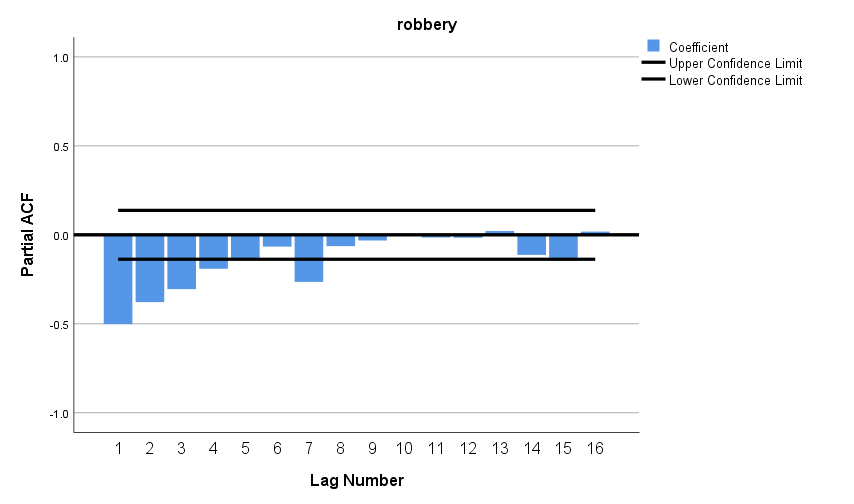 robbery
Coefficient
Upper Confidence Limit
Lower Confidence Limit
Partial ACF
1.0
0.5
0.0
-0.5
-1.0
1 2 3 4 5 6 7 8 9 10 11 12 13 14 15 16
Lag Number